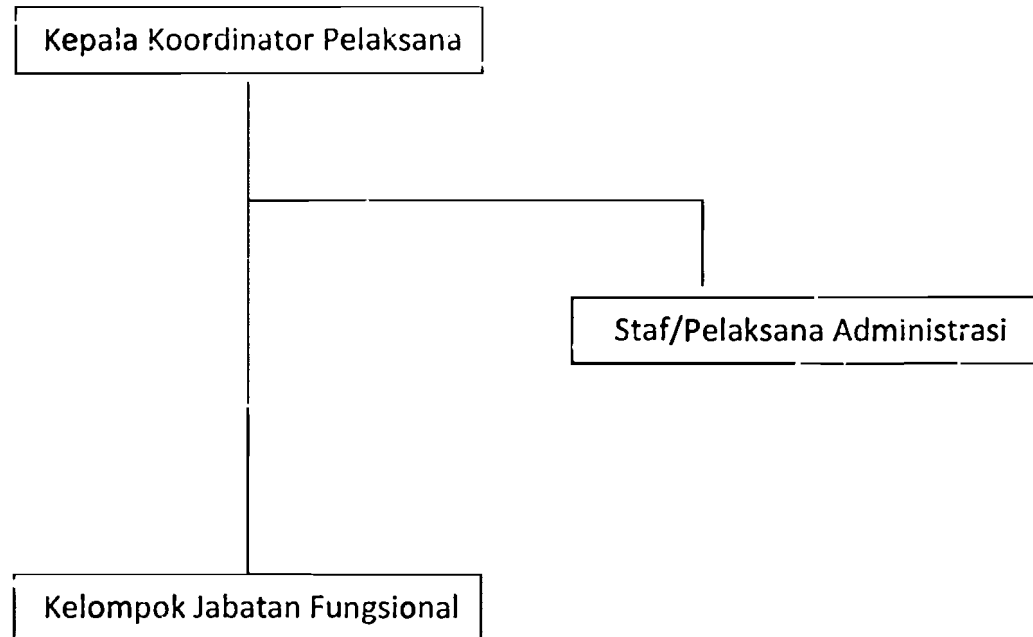 Kepala Koordinator Pelaksana
Staf/Pelaksana Administrasi
Kelompok Jabatan Fungsional